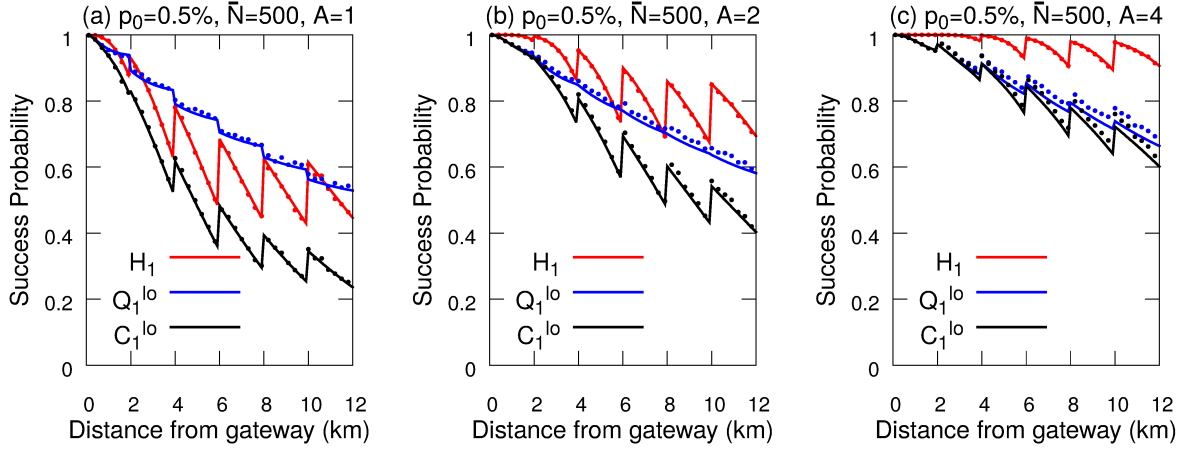 (a) p₀=0.5%, N̄=500, A=1
Success Probability
1
0.8
0.6
0.4
0.2
0
H₁
Q₁ˡᵒ
C₁ˡᵒ
0 2 4 6 8 10 12
Distance from gateway (km)
(b) p₀=0.5%, N̄=500, A=2
Success Probability
1
0.8
0.6
0.4
0.2
0
H₁
Q₁ˡᵒ
C₁ˡᵒ
0 2 4 6 8 10 12
Distance from gateway (km)
(c) p₀=0.5%, N̄=500, A=4
Success Probability
1
0.8
0.6
0.4
0.2
0
H₁
Q₁ˡᵒ
C₁ˡᵒ
0 2 4 6 8 10 12
Distance from gateway (km)